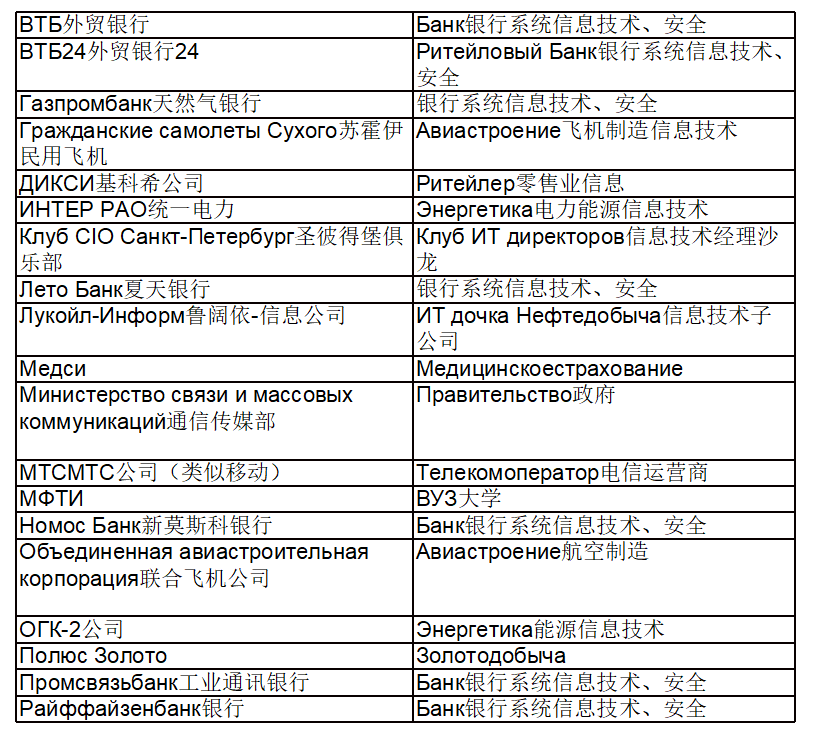 ВТБ外贸银行
Банк银行系统信息技术、安全
ВТБ24外贸银行24
Ритейловый Банк银行系统信息技术、
安全
Газпромбанк天然气银行
银行系统信息技术、安全
Гражданские самолеты Сухого苏霍伊
民用飞机
Авиастроение飞机制造信息技术
ДИКСИ基科希公司
Ритейлер零售业信息
ИНТЕР РАО统一电力
Энергетика电力能源信息技术
Клуб CIO Санкт-Петербург圣彼得堡俱
乐部
Клуб ИТ директоров信息技术经理沙
龙
Лето Банк夏天银行
银行系统信息技术、安全
Лукойл-Информ鲁阔依-信息公司
ИТ дочка Нефтедобыча信息技术子
公司
Медси
Медицинскоестрахование
Министерство связи и массовых
коммуникаций通信传媒部
Правительство政府
МТСМТС公司（类似移动）
Телекомоператор电信运营商
МФТИ
ВУЗ大学
Номос Банк新莫斯科银行
Банк银行系统信息技术、安全
Объединенная авиастроительная
корпорация联合飞机公司
Авиастроение航空制造
ОГК-2公司
Энергетика能源信息技术
Полюс Золото
Золотодобыча
Промсвязьбанк工业通讯银行
Банк银行系统信息技术、安全
Райффайзенбанк银行
Банк银行系统信息技术、安全